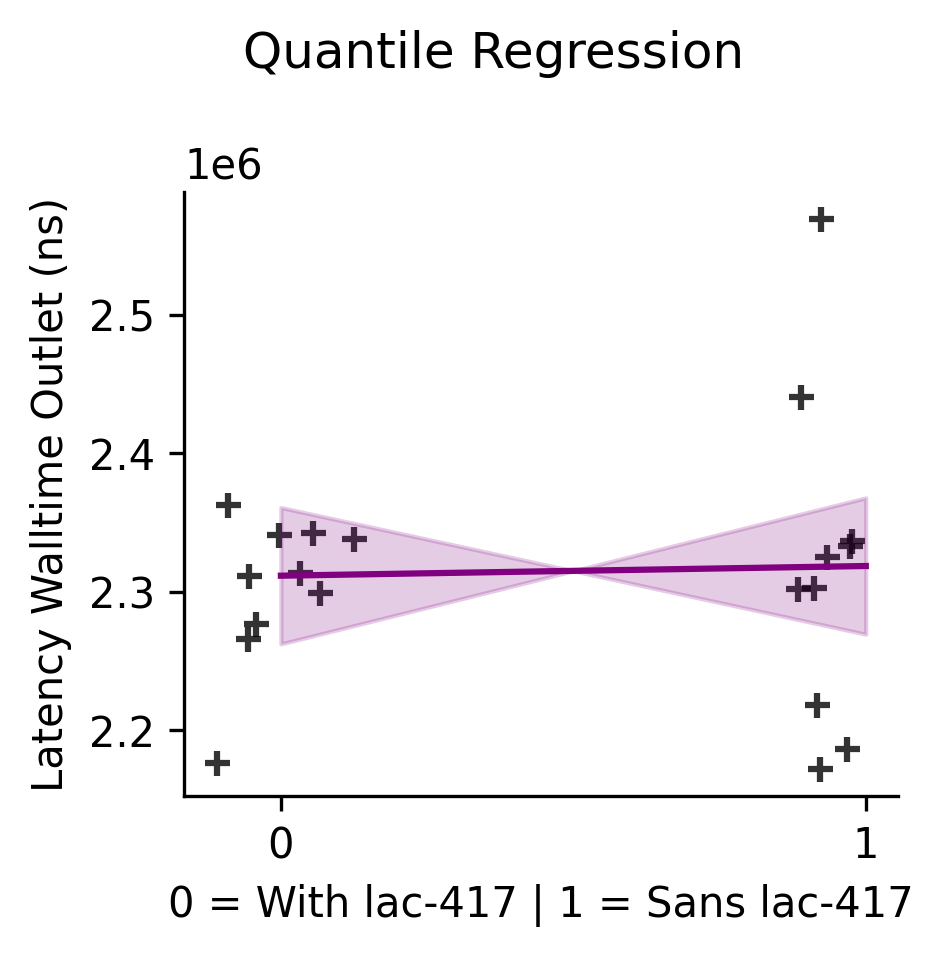 Quantile Regression
1e6
Latency Walltime Outlet (ns)
2.5
2.4
2.3
2.2
0
1
0 = With lac-417 | 1 = Sans lac-417